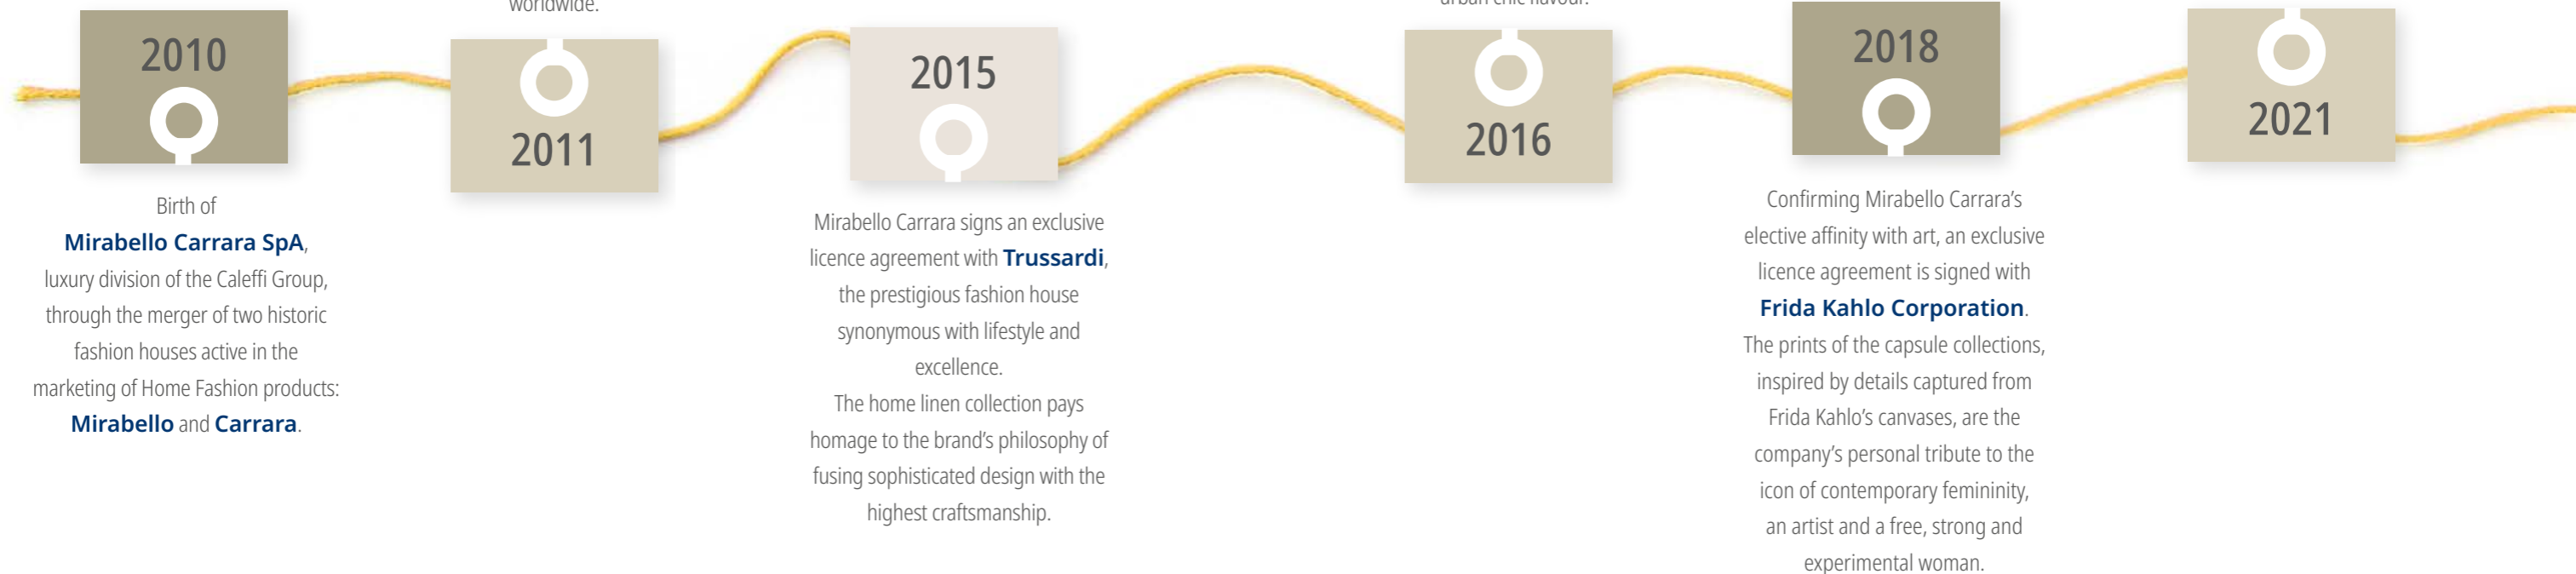 worldwide.
urban chic flavour.
2010
Birth of
Mirabello Carrara SpA,
luxury division of the Caleffi Group,
through the merger of two historic
fashion houses active in the
marketing of Home Fashion products:
Mirabello and Carrara.
2011
2015
Mirabello Carrara signs an exclusive
licence agreement with Trussardi,
the prestigious fashion house
synonymous with lifestyle and
excellence.
The home linen collection pays
homage to the brand's philosophy of
fusing sophisticated design with the
highest craftsmanship.
2016
2018
Confirming Mirabello Carrara's
elective affinity with art, an exclusive
licence agreement is signed with
Frida Kahlo Corporation.
The prints of the capsule collections,
inspired by details captured from
Frida Kahlo's canvases, are the
company's personal tribute to the
icon of contemporary femininity,
an artist and a free, strong and
experimental woman.
2021